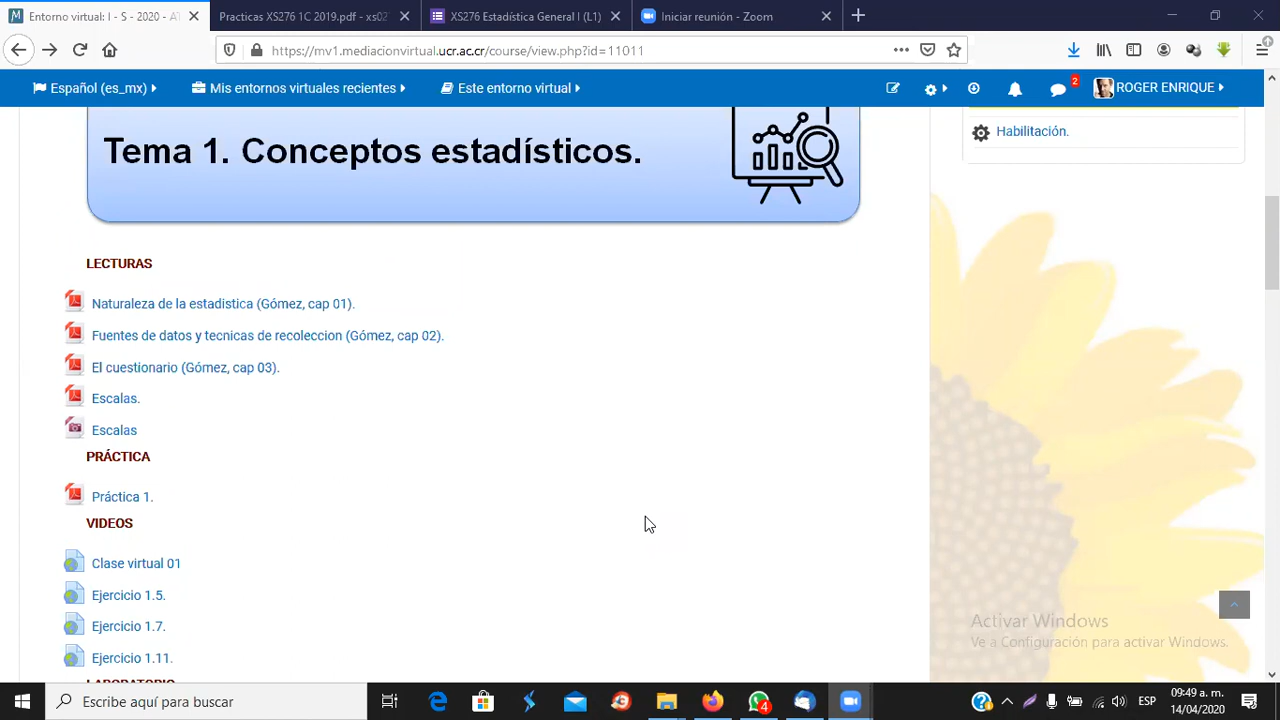 Entorno virtual: I - S - 2020 - A
Practicas XS276 1C 2019.pdf - xs02
XS276 Estadística General I (L1)
Iniciar reunión - Zoom
https://mv1.mediacionvirtual.ucr.ac.cr/course/view.php?id=11011
Español (es_mx)
Mis entornos virtuales recientes
Este entorno virtual
2
ROGER ENRIQUE
Tema 1. Conceptos estadísticos.
Habilitación.
LECTURAS
Naturaleza de la estadistica (Gómez, cap 01).
Fuentes de datos y tecnicas de recoleccion (Gómez, cap 02).
El cuestionario (Gómez, cap 03).
Escalas.
Escalas
PRÁCTICA
Práctica 1.
VIDEOS
Clase virtual 01
Ejercicio 1.5.
Ejercicio 1.7.
Ejercicio 1.11.
LABORATORIO
Activar Windows
Ve a Configuración para activar Windows.
Escribe aquí para buscar
4
ESP
09:49 a. m.
14/04/2020